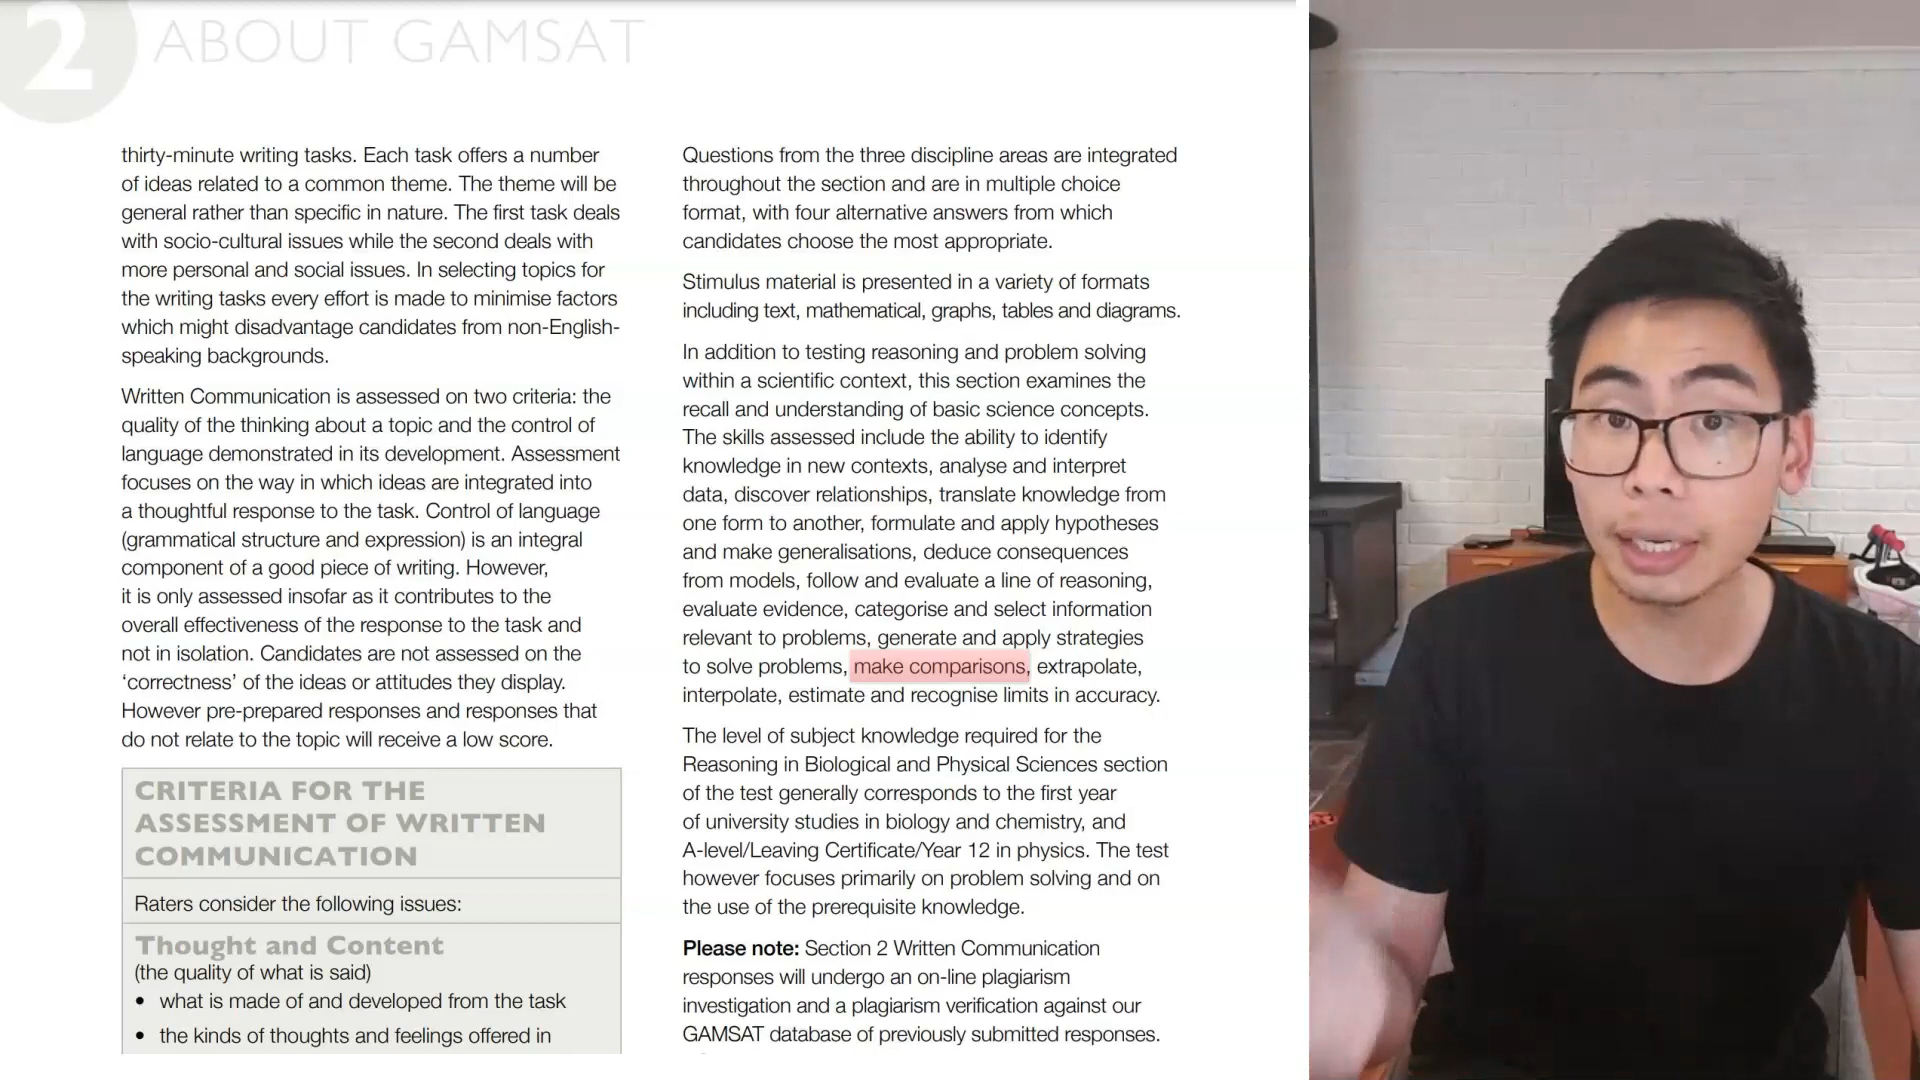 2 ABOUT GAMSAT
thirty-minute writing tasks. Each task offers a number
of ideas related to a common theme. The theme will be
general rather than specific in nature. The first task deals
with socio-cultural issues while the second deals with
more personal and social issues. In selecting topics for
the writing tasks every effort is made to minimise factors
which might disadvantage candidates from non-English-
speaking backgrounds.
Written Communication is assessed on two criteria: the
quality of the thinking about a topic and the control of
language demonstrated in its development. Assessment
focuses on the way in which ideas are integrated into
a thoughtful response to the task. Control of language
(grammatical structure and expression) is an integral
component of a good piece of writing. However,
it is only assessed insofar as it contributes to the
overall effectiveness of the response to the task and
not in isolation. Candidates are not assessed on the
‘correctness’ of the ideas or attitudes they display.
However pre-prepared responses and responses that
do not relate to the topic will receive a low score.
CRITERIA FOR THE
ASSESSMENT OF WRITTEN
COMMUNICATION
Raters consider the following issues:
Thought and Content
(the quality of what is said)
• what is made of and developed from the task
• the kinds of thoughts and feelings offered in
Questions from the three discipline areas are integrated
throughout the section and are in multiple choice
format, with four alternative answers from which
candidates choose the most appropriate.
Stimulus material is presented in a variety of formats
including text, mathematical, graphs, tables and diagrams.
In addition to testing reasoning and problem solving
within a scientific context, this section examines the
recall and understanding of basic science concepts.
The skills assessed include the ability to identify
knowledge in new contexts, analyse and interpret
data, discover relationships, translate knowledge from
one form to another, formulate and apply hypotheses
and make generalisations, deduce consequences
from models, follow and evaluate a line of reasoning,
evaluate evidence, categorise and select information
relevant to problems, generate and apply strategies
to solve problems, make comparisons, extrapolate,
interpolate, estimate and recognise limits in accuracy.
The level of subject knowledge required for the
Reasoning in Biological and Physical Sciences section
of the test generally corresponds to the first year
of university studies in biology and chemistry, and
A-level/Leaving Certificate/Year 12 in physics. The test
however focuses primarily on problem solving and on
the use of the prerequisite knowledge.
Please note: Section 2 Written Communication
responses will undergo an on-line plagiarism
investigation and a plagiarism verification against our
GAMSAT database of previously submitted responses.